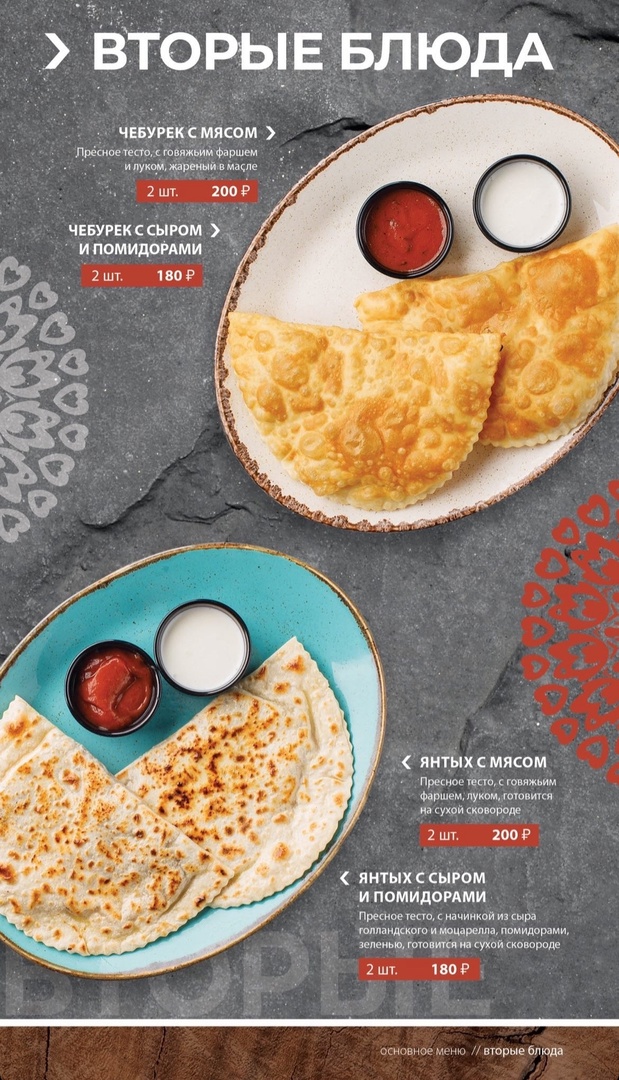 ВТОРЫЕ БЛЮДА
ЧЕБУРЕК С МЯСОМ
Пресное тесто, с говяжьим фаршем
и луком, жареный в масле
2 шт. 200 ₽
ЧЕБУРЕК С СЫРОМ
И ПОМИДОРАМИ
2 шт. 180 ₽
ЯНТЫХ С МЯСОМ
Пресное тесто, с говяжьим
фаршем, луком, готовится
на сухой сковороде
2 шт. 200 ₽
ЯНТЫХ С СЫРОМ
И ПОМИДОРАМИ
Пресное тесто, с начинкой из сыра
голландского и моцарелла, помидорами,
зеленью, готовится на сухой сковороде
2 шт. 180 ₽
ВТОРЫЕ
основное меню // вторые блюда